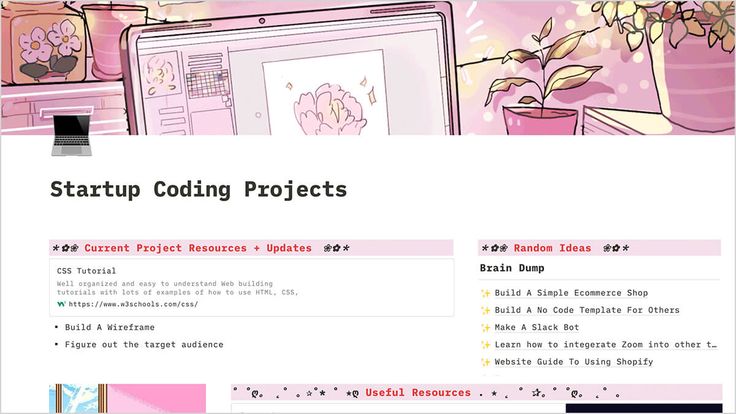 Startup Coding Projects
*✿❀ Current Project Resources + Updates ❀✿*
CSS Tutorial
Well organized and easy to understand Web building
tutorials with lots of examples of how to use HTML, CSS,
https://www.w3schools.com/css/
• Build A Wireframe
• Figure out the target audience
*✿❀ Random Ideas ❀✿*
Brain Dump
✨ Build A Simple Ecommerce Shop
✨ Build A No Code Template For Others
✨ Make A Slack Bot
✨ Learn how to integerate Zoom into other t…
✨ Website Guide To Using Shopify
Useful Resources